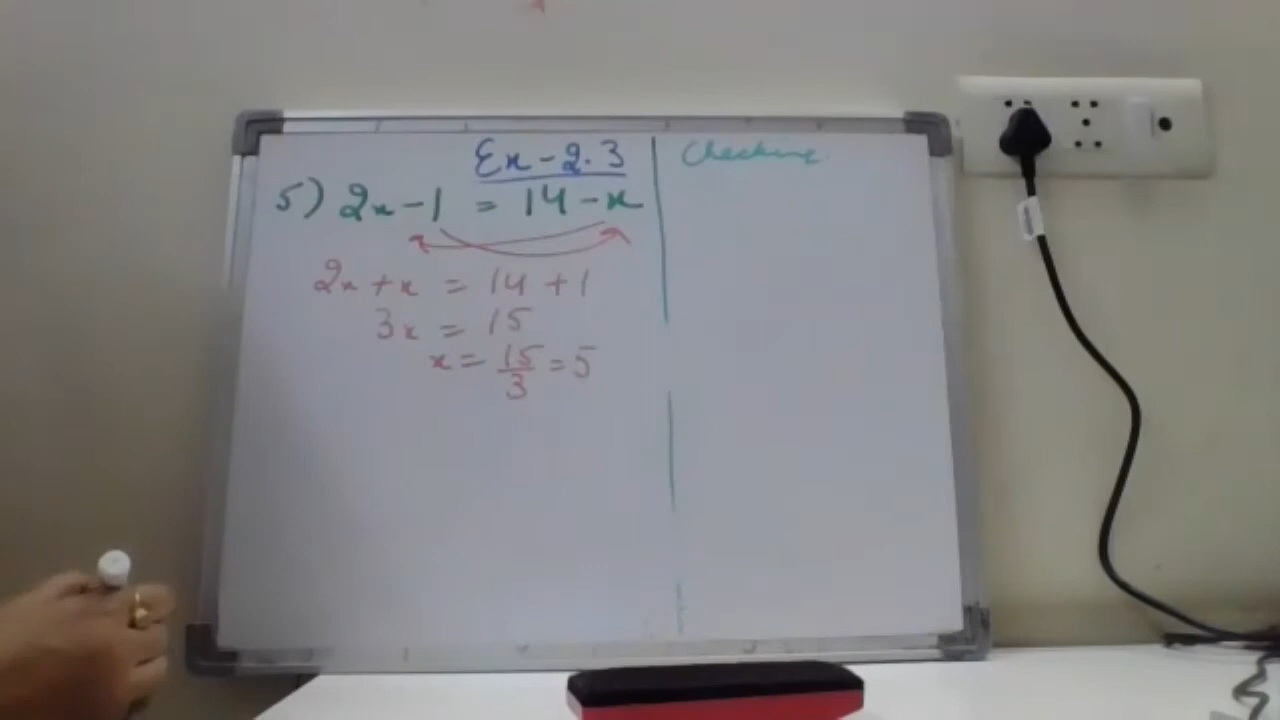 Ex - 2.3
5) 2x - 1 = 14 - x
2x + x = 14 + 1
3x = 15
x = 15/3 = 5
Checking